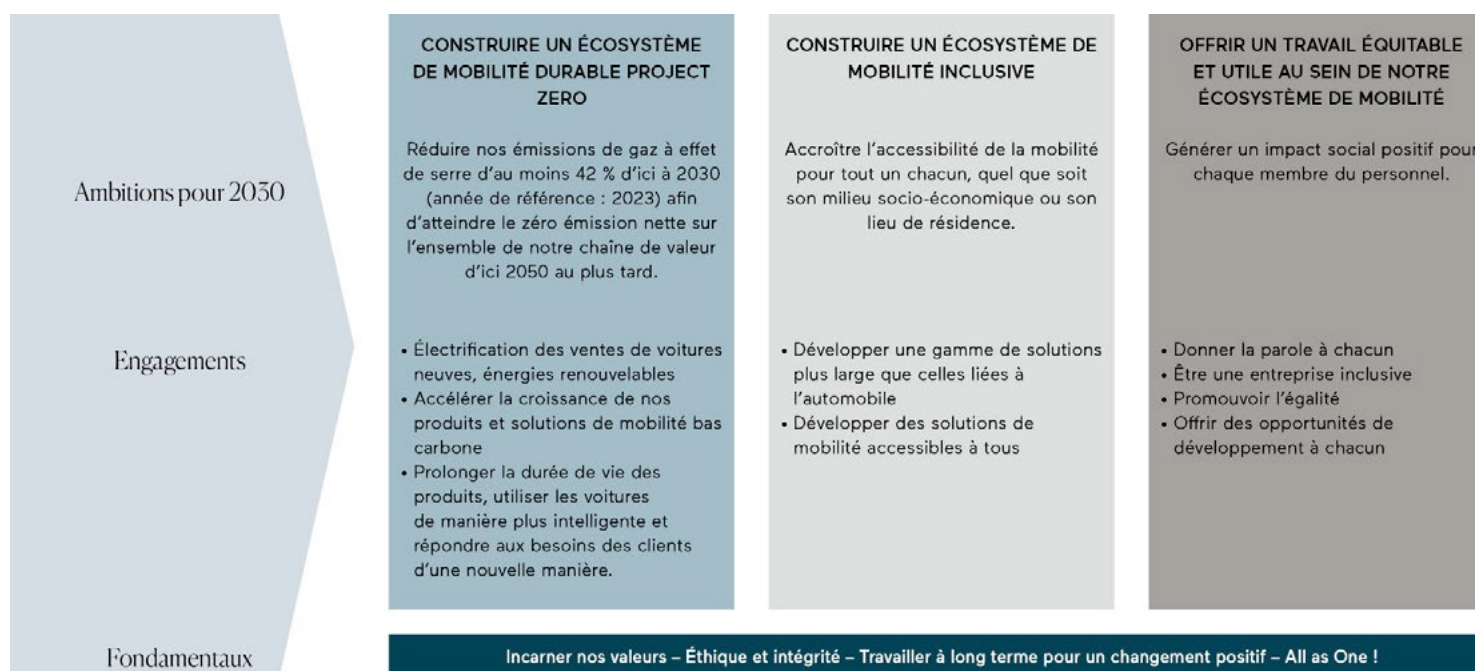 Ambitions pour 2030
Engagements
Fondamentaux
CONSTRUIRE UN ÉCOSYSTÈME
DE MOBILITÉ DURABLE PROJECT
ZERO
Réduire nos émissions de gaz à effet
de serre d'au moins 42 % d'ici à 2030
(année de référence : 2023) afin
d'atteindre le zéro émission nette sur
l'ensemble de notre chaîne de valeur
d'ici 2050 au plus tard.
• Électrification des ventes de voitures
neuves, énergies renouvelables
• Accélérer la croissance de nos
produits et solutions de mobilité bas
carbone
• Prolonger la durée de vie des
produits, utiliser les voitures
de manière plus intelligente et
répondre aux besoins des clients
d'une nouvelle manière.
CONSTRUIRE UN ÉCOSYSTÈME DE
MOBILITÉ INCLUSIVE
Accroître l'accessibilité de la mobilité
pour tout un chacun, quel que soit
son milieu socio-économique ou son
lieu de résidence.
• Développer une gamme de solutions
plus large que celles liées à
l'automobile
• Développer des solutions de
mobilité accessibles à tous
OFFRIR UN TRAVAIL ÉQUITABLE
ET UTILE AU SEIN DE NOTRE
ÉCOSYSTÈME DE MOBILITÉ
Générer un impact social positif pour
chaque membre du personnel.
• Donner la parole à chacun
• Être une entreprise inclusive
• Promouvoir l'égalité
• Offrir des opportunités de
développement à chacun
Incarner nos valeurs – Éthique et intégrité – Travailler à long terme pour un changement positif – All as One !